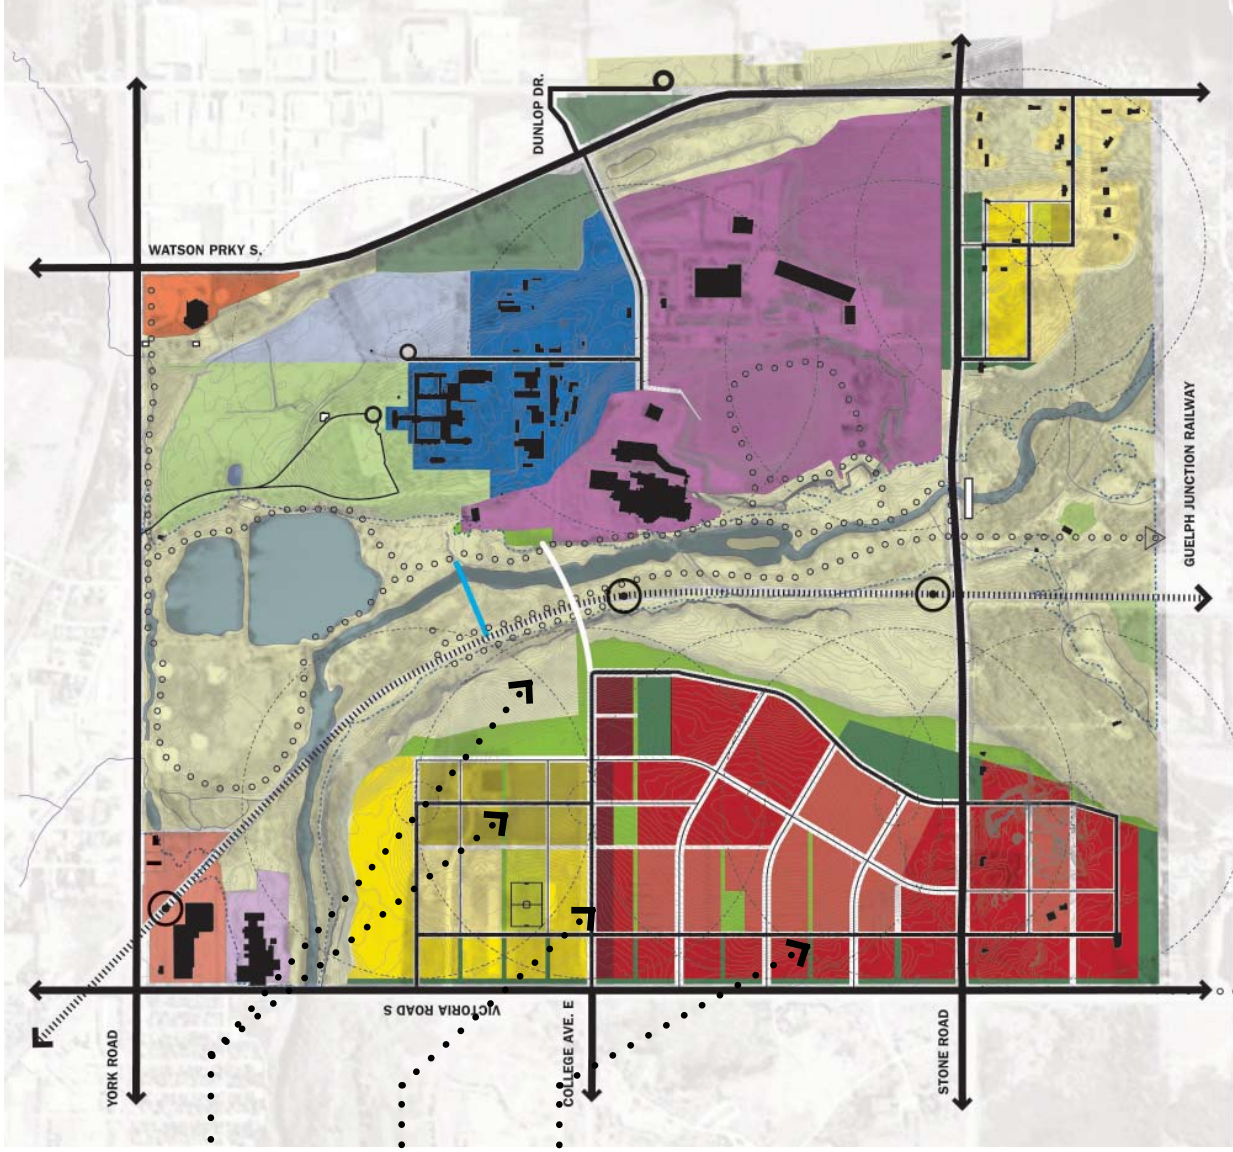 DUNLOP DR.
WATSON PRKY S.
GUELPH JUNCTION RAILWAY
VICTORIA ROAD S
YORK ROAD
COLLEGE AVE. E
STONE ROAD